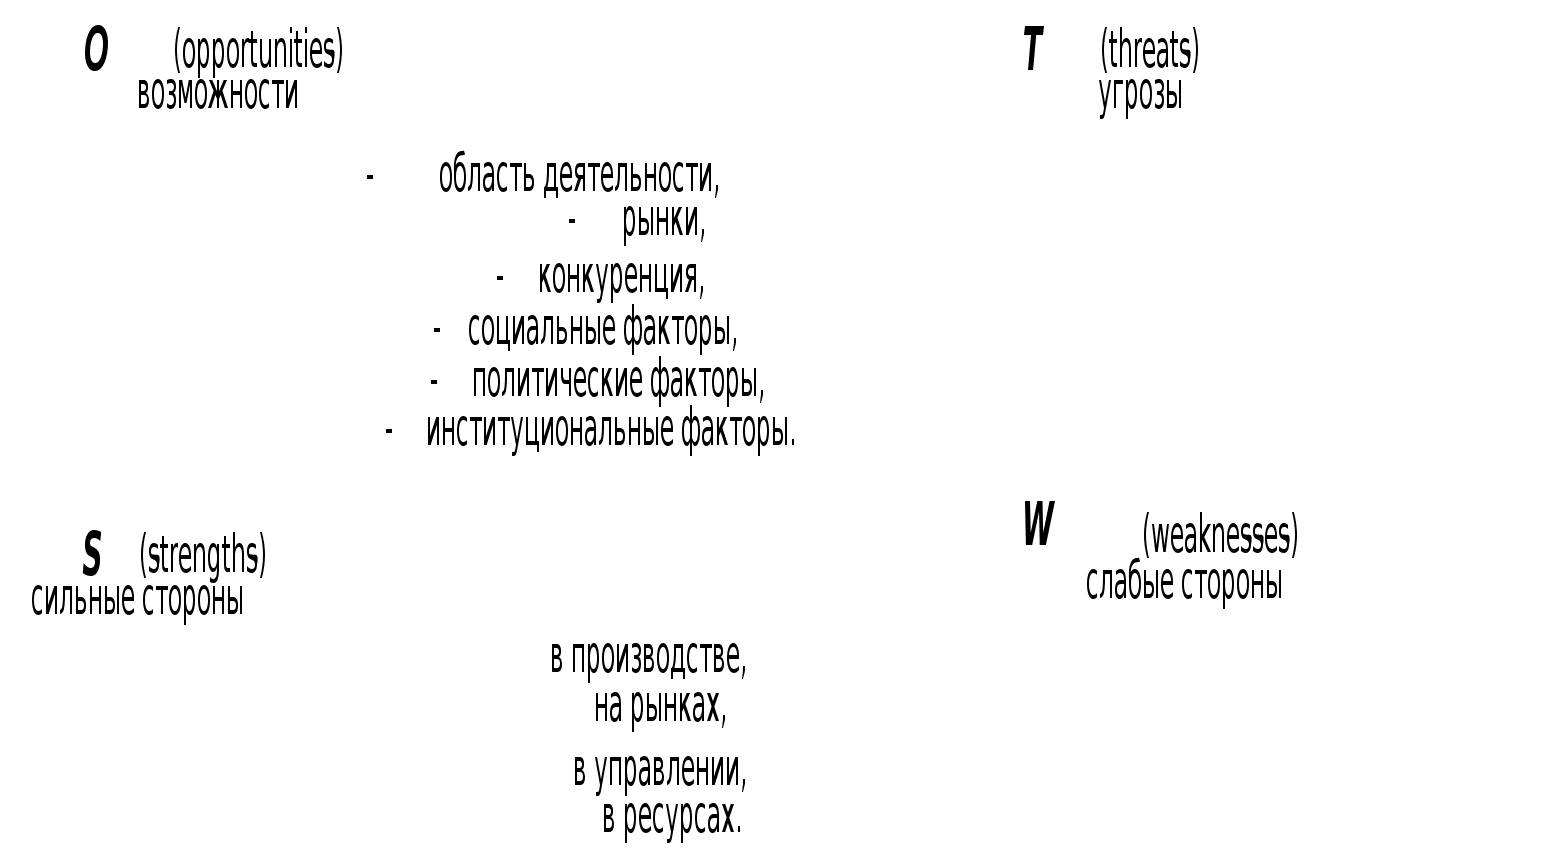 O (opportunities)
возможности
T (threats)
угрозы
- область деятельности,
- рынки,
- конкуренция,
- социальные факторы,
- политические факторы,
- институциональные факторы.
S (strengths)
сильные стороны
W (weaknesses)
слабые стороны
в производстве,
на рынках,
в управлении,
в ресурсах.